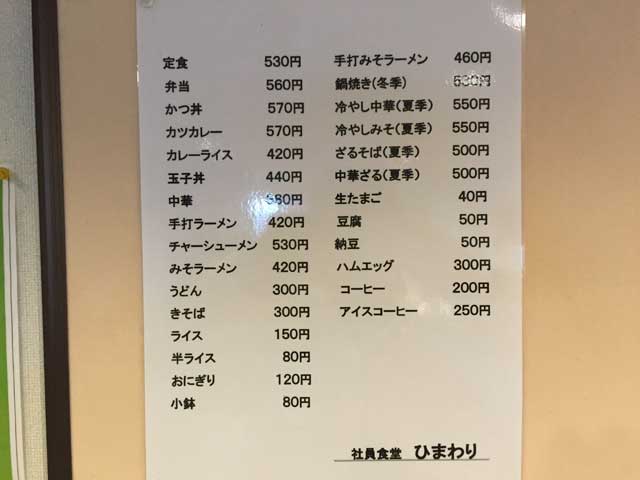 定食 530円
弁当 560円
かつ丼 570円
カツカレー 570円
カレーライス 420円
玉子丼 440円
中華 380円
手打ラーメン 420円
チャーシューメン 530円
みそラーメン 420円
うどん 300円
きそば 300円
ライス 150円
半ライス 80円
おにぎり 120円
小鉢 80円
手打みそラーメン 460円
鍋焼き(冬季) 530円
冷やし中華(夏季) 550円
冷やしみそ(夏季) 550円
ざるそば(夏季) 500円
中華ざる(夏季) 500円
生たまご 40円
豆腐 50円
納豆 50円
ハムエッグ 300円
コーヒー 200円
アイスコーヒー 250円
社員食堂 ひまわり